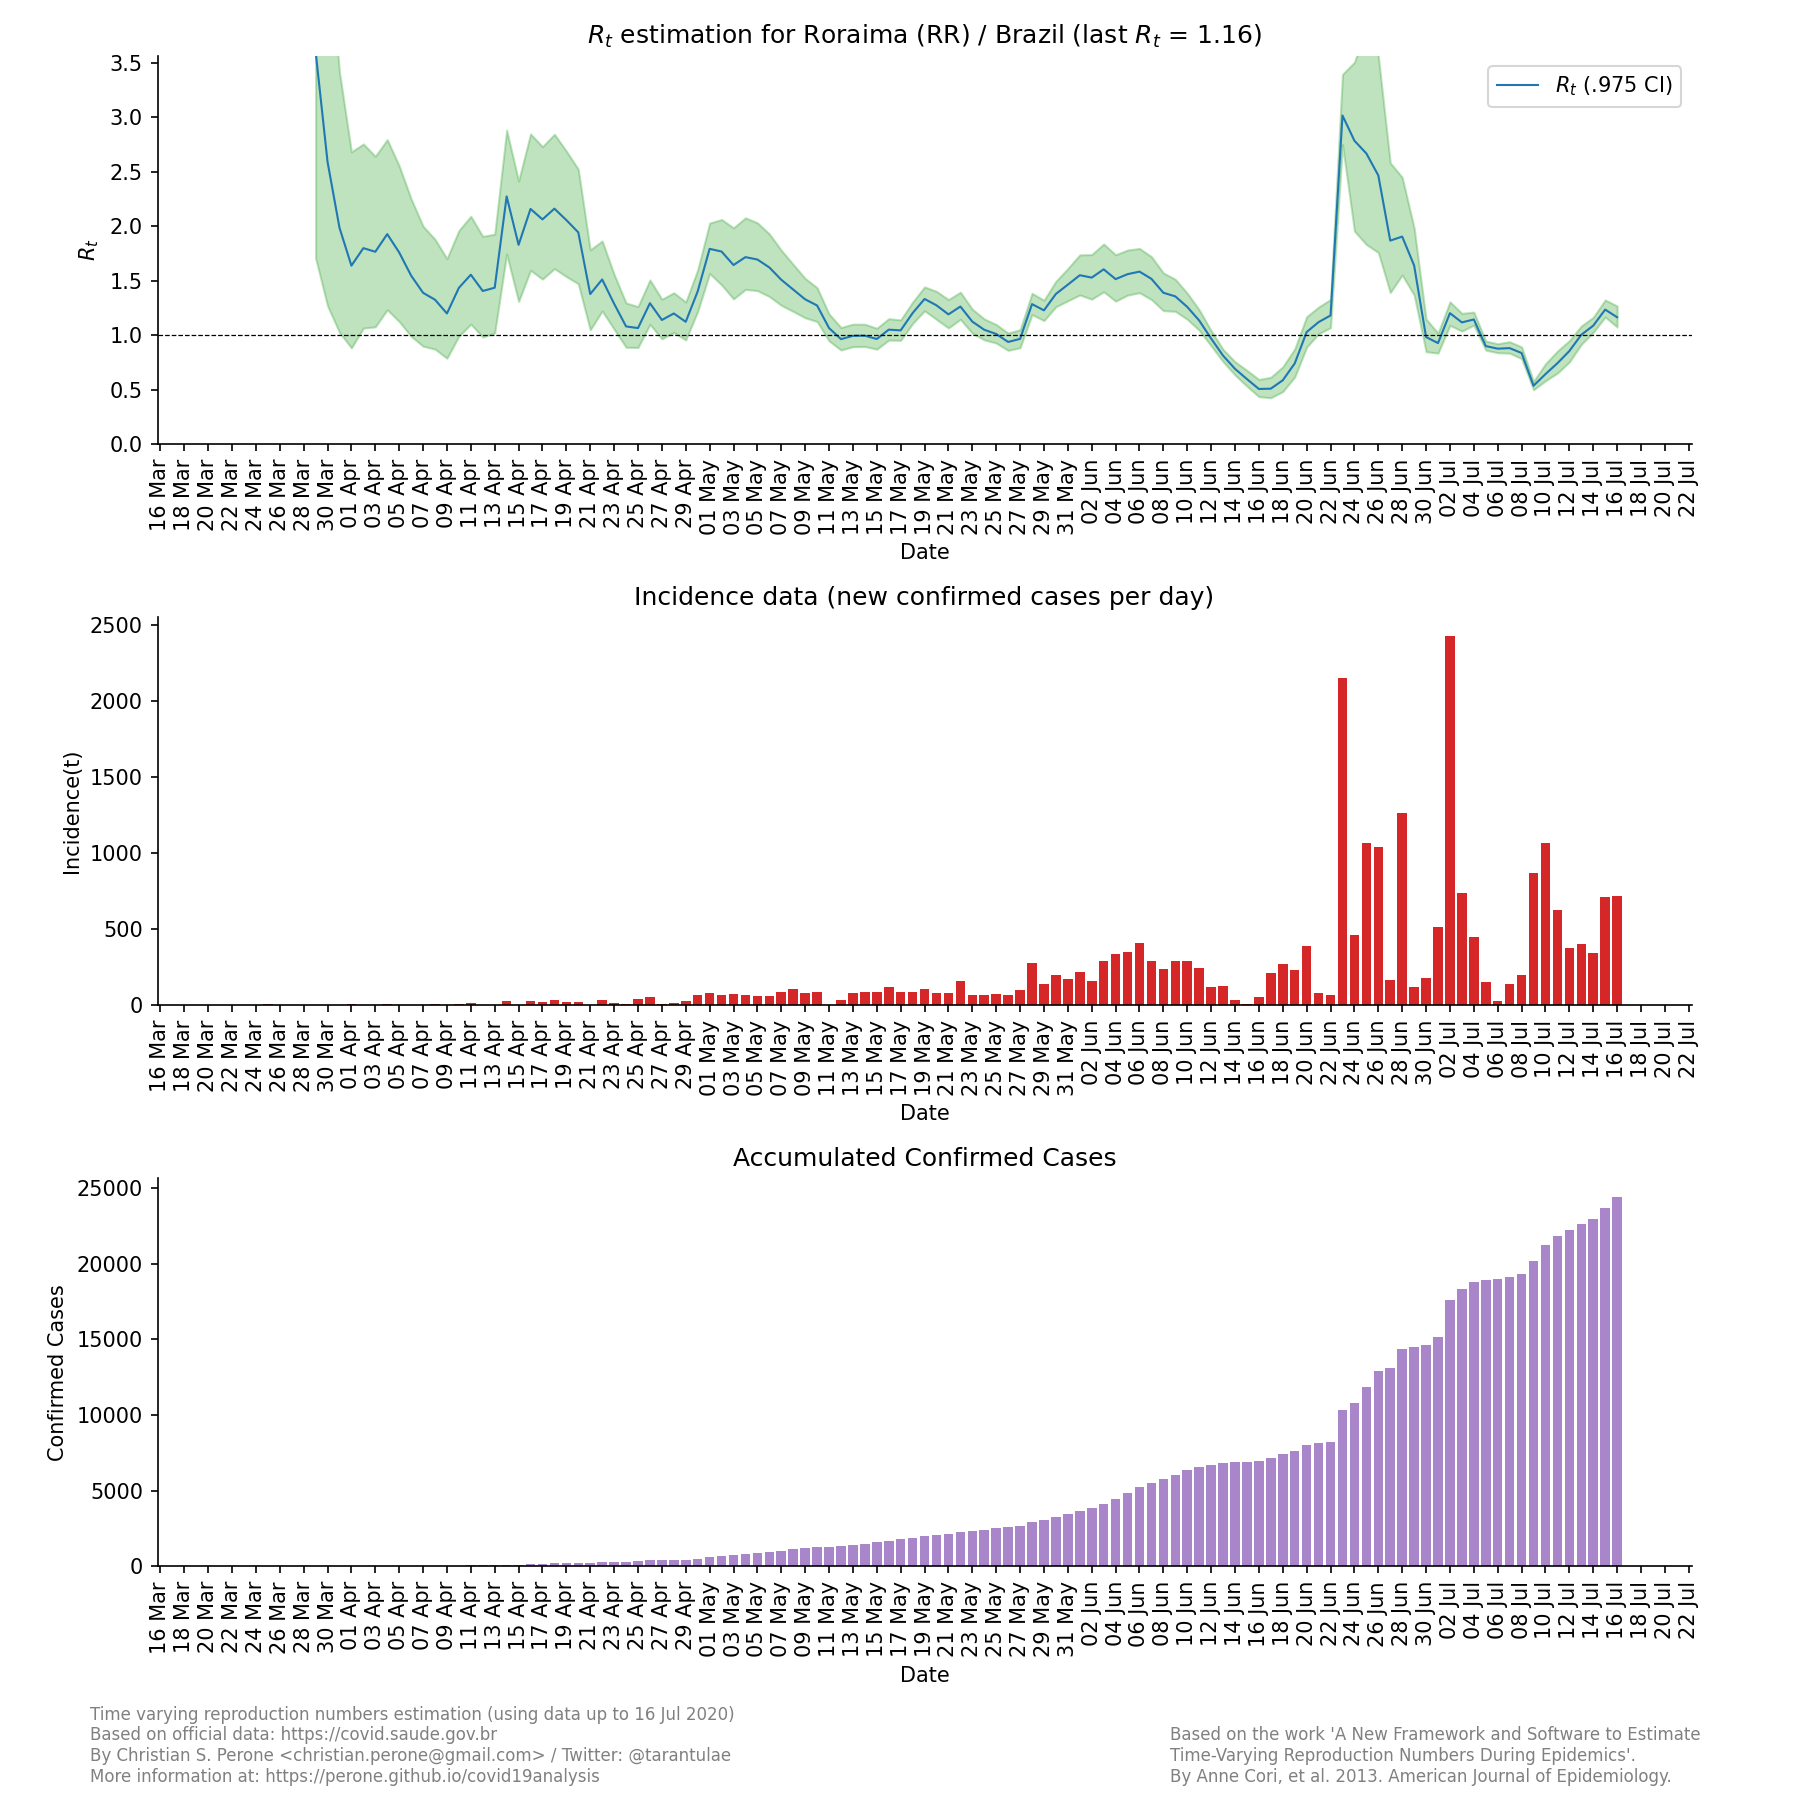 Rt estimation for Roraima (RR) / Brazil (last Rt = 1.16)
Rt (.975 CI)
3.5
3.0
2.5
2.0
1.5
1.0
0.5
0.0
Rt
16 Mar 18 Mar 20 Mar 22 Mar 24 Mar 26 Mar 28 Mar 30 Mar 01 Apr 03 Apr 05 Apr 07 Apr 09 Apr 11 Apr 13 Apr 15 Apr 17 Apr 19 Apr 21 Apr 23 Apr 25 Apr 27 Apr 29 Apr 01 May 03 May 05 May 07 May 09 May 11 May 13 May 15 May 17 May 19 May 21 May 23 May 25 May 27 May 29 May 31 May 02 Jun 04 Jun 06 Jun 08 Jun 10 Jun 12 Jun 14 Jun 16 Jun 18 Jun 20 Jun 22 Jun 24 Jun 26 Jun 28 Jun 30 Jun 02 Jul 04 Jul 06 Jul 08 Jul 10 Jul 12 Jul 14 Jul 16 Jul 18 Jul 20 Jul 22 Jul
Date
Incidence data (new confirmed cases per day)
2500
2000
1500
1000
500
0
Incidence(t)
16 Mar 18 Mar 20 Mar 22 Mar 24 Mar 26 Mar 28 Mar 30 Mar 01 Apr 03 Apr 05 Apr 07 Apr 09 Apr 11 Apr 13 Apr 15 Apr 17 Apr 19 Apr 21 Apr 23 Apr 25 Apr 27 Apr 29 Apr 01 May 03 May 05 May 07 May 09 May 11 May 13 May 15 May 17 May 19 May 21 May 23 May 25 May 27 May 29 May 31 May 02 Jun 04 Jun 06 Jun 08 Jun 10 Jun 12 Jun 14 Jun 16 Jun 18 Jun 20 Jun 22 Jun 24 Jun 26 Jun 28 Jun 30 Jun 02 Jul 04 Jul 06 Jul 08 Jul 10 Jul 12 Jul 14 Jul 16 Jul 18 Jul 20 Jul 22 Jul
Date
Accumulated Confirmed Cases
25000
20000
15000
10000
5000
0
Confirmed Cases
16 Mar 18 Mar 20 Mar 22 Mar 24 Mar 26 Mar 28 Mar 30 Mar 01 Apr 03 Apr 05 Apr 07 Apr 09 Apr 11 Apr 13 Apr 15 Apr 17 Apr 19 Apr 21 Apr 23 Apr 25 Apr 27 Apr 29 Apr 01 May 03 May 05 May 07 May 09 May 11 May 13 May 15 May 17 May 19 May 21 May 23 May 25 May 27 May 29 May 31 May 02 Jun 04 Jun 06 Jun 08 Jun 10 Jun 12 Jun 14 Jun 16 Jun 18 Jun 20 Jun 22 Jun 24 Jun 26 Jun 28 Jun 30 Jun 02 Jul 04 Jul 06 Jul 08 Jul 10 Jul 12 Jul 14 Jul 16 Jul 18 Jul 20 Jul 22 Jul
Date
Time varying reproduction numbers estimation (using data up to 16 Jul 2020)
Based on official data: https://covid.saude.gov.br
By Christian S. Perone <christian.perone@gmail.com> / Twitter: @tarantulae
More information at: https://perone.github.io/covid19analysis
Based on the work 'A New Framework and Software to Estimate
Time-Varying Reproduction Numbers During Epidemics'.
By Anne Cori, et al. 2013. American Journal of Epidemiology.